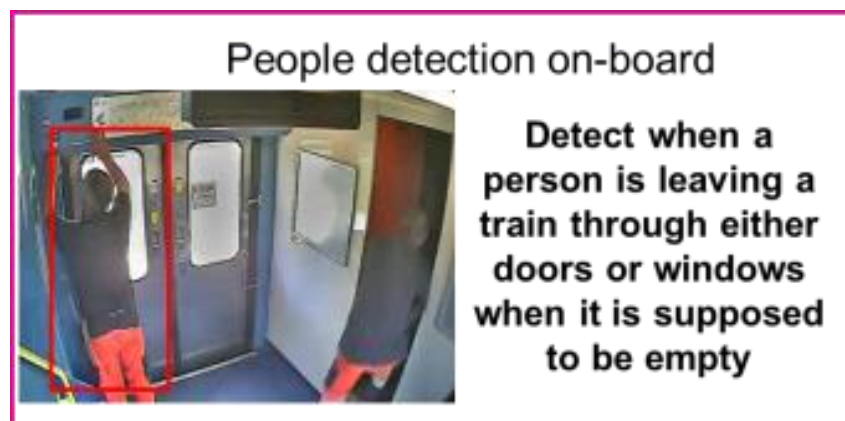 People detection on-board
Detect when a
person is leaving a
train through either
doors or windows
when it is supposed
to be empty